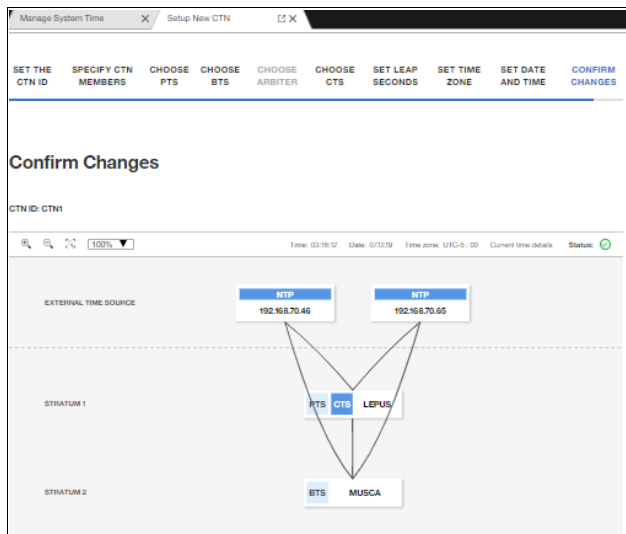 Manage System Time
Setup New CTN
SET THE CTN ID
SPECIFY CTN MEMBERS
CHOOSE PTS
CHOOSE BTS
CHOOSE ARBITER
CHOOSE CTS
SET LEAP SECONDS
SET TIME ZONE
SET DATE AND TIME
CONFIRM CHANGES
Confirm Changes
CTN ID: CTN1
100%
Time: 03:18:12 Date: 07.12.19 Time zone: UTC-5:00 Current time details Status:
EXTERNAL TIME SOURCE
NTP
192.168.70.46
NTP
192.168.70.65
STRATUM 1
PTS CTS LEPUS
STRATUM 2
BTS MUSCA